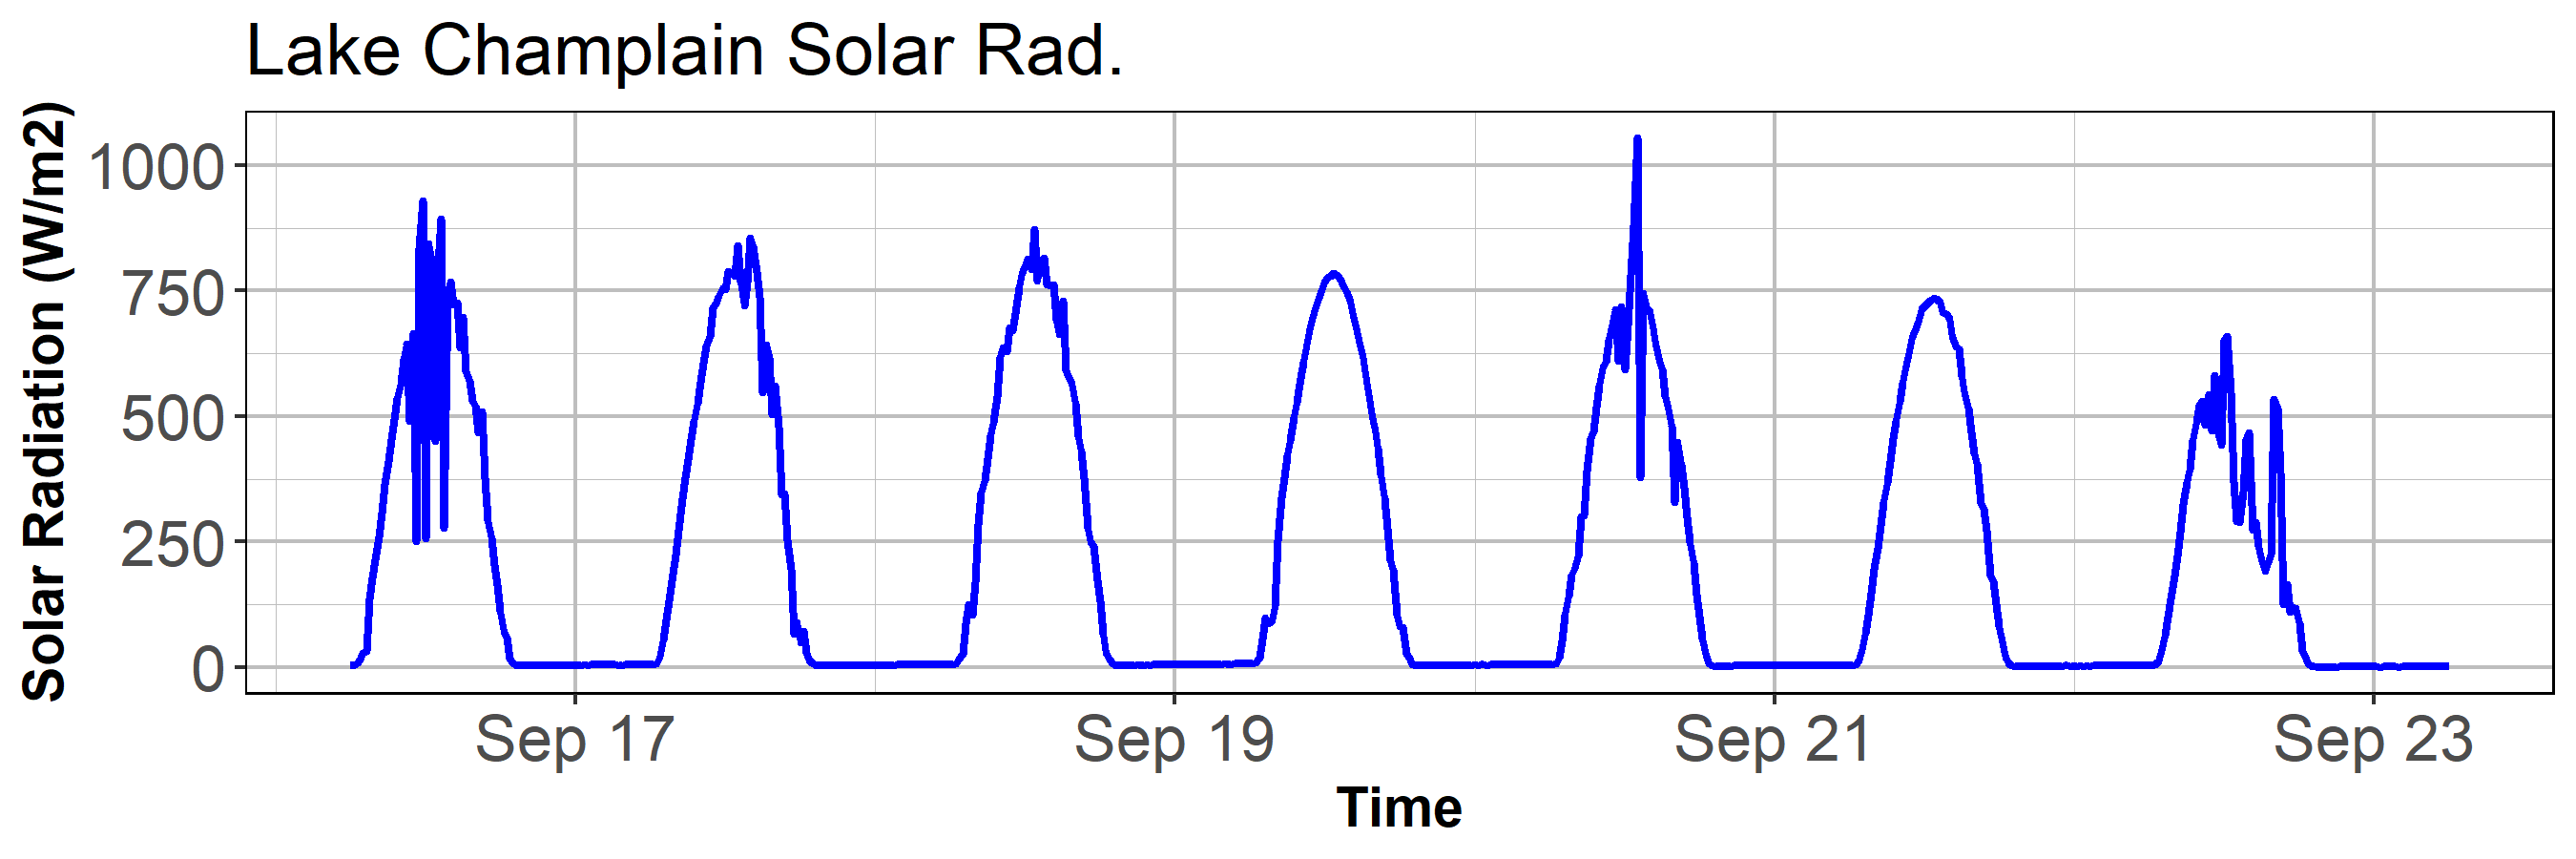 Lake Champlain Solar Rad.
Solar Radiation (W/m2)
1000
750
500
250
0
Sep 17
Sep 19
Sep 21
Sep 23
Time